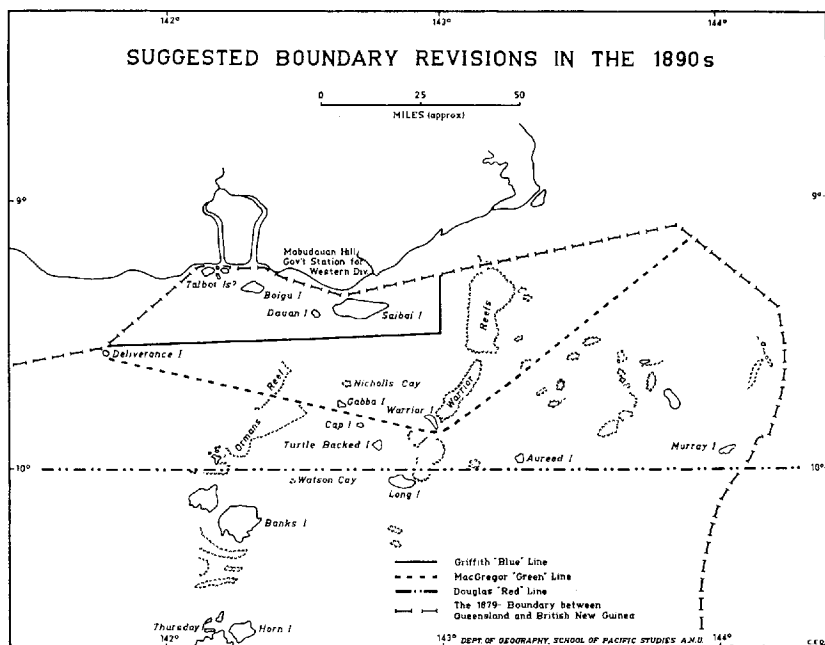 142°
143°
144°
SUGGESTED BOUNDARY REVISIONS IN THE 1890s
0 25 50
MILES (approx)
9°
9°
Mabudauan Hill
Gov't Station for
Western Div.
Talbot Is?
Boigu I
Dauan I
Saibai I
Reefs
Deliverance I
Reef
Ormans
Nicholls Cay
Gabba I
Warrior I
Warrior
Cap I
Turtle Backed I
Aureed I
Murray I
10°
10°
Watson Cay
Long I
Banks I
Griffith "Blue" Line
MacGregor "Green" Line
Douglas "Red" Line
The 1879- Boundary between
Queensland and British New Guinea
Thursday
Horn I
142°
143°
DEPT. OF GEOGRAPHY, SCHOOL OF PACIFIC STUDIES A.N.U.
144°